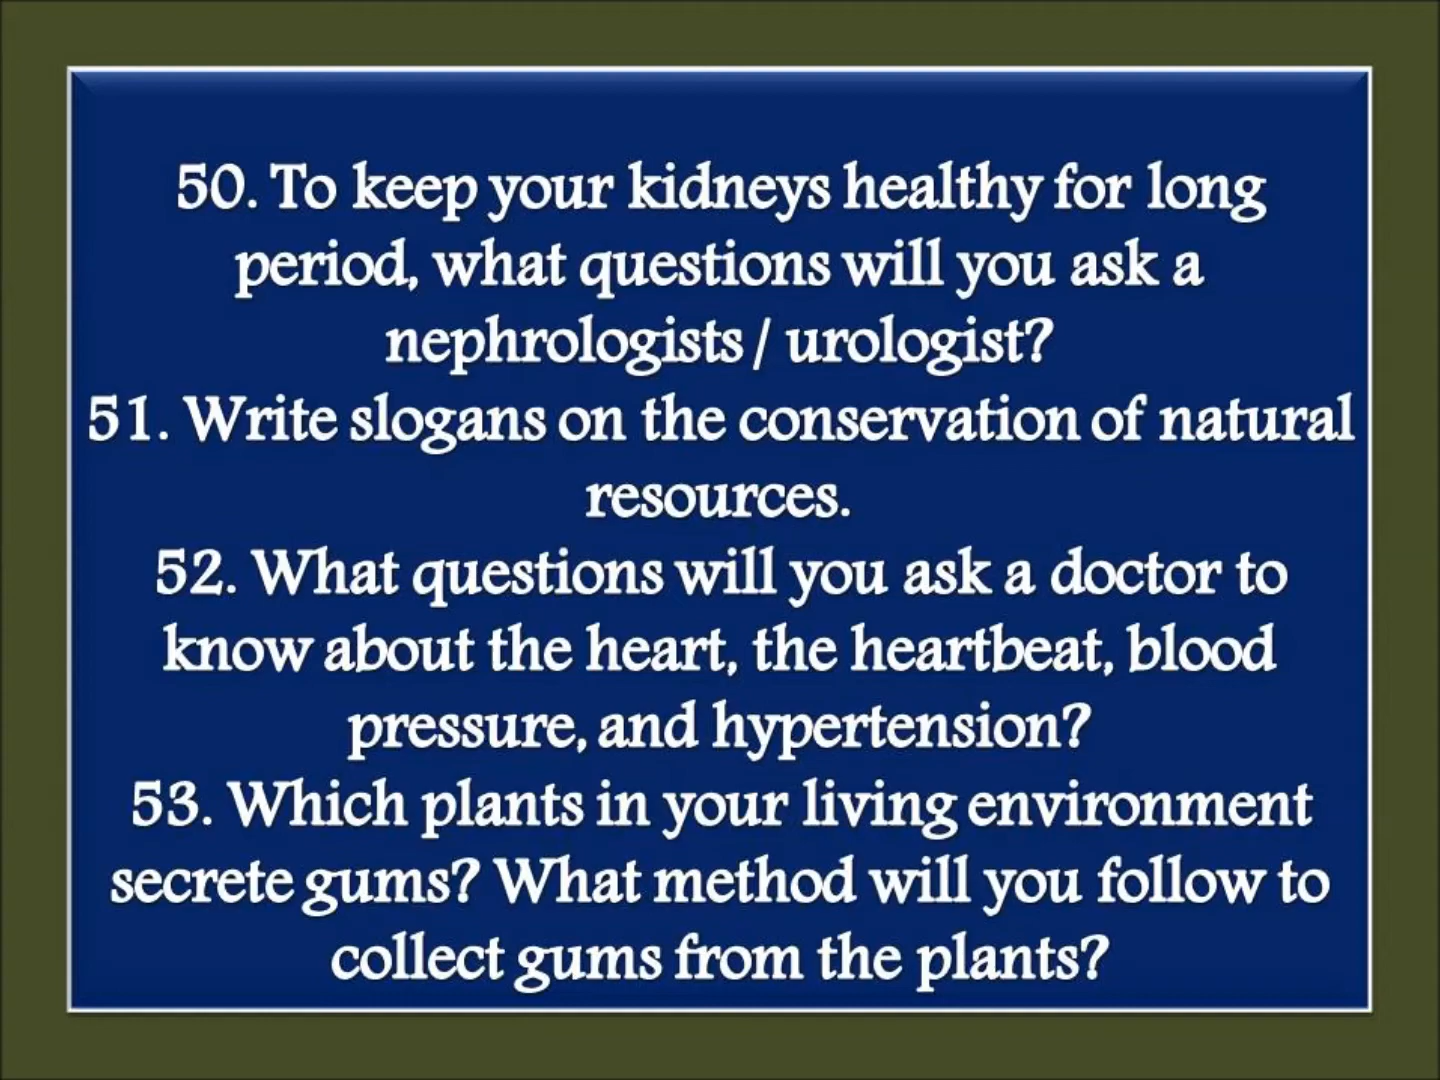 50. To keep your kidneys healthy for long
period, what questions will you ask a
nephrologists / urologist?
51. Write slogans on the conservation of natural
resources.
52. What questions will you ask a doctor to
know about the heart, the heartbeat, blood
pressure, and hypertension?
53. Which plants in your living environment
secrete gums? What method will you follow to
collect gums from the plants?